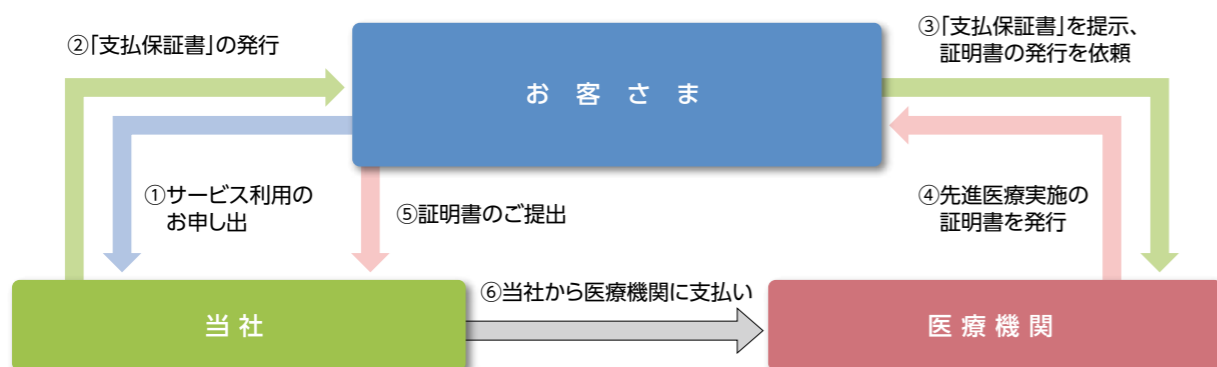 ②「支払保証書」の発行
③「支払保証書」を提示、
証明書の発行を依頼
お客さま
①サービス利用の
お申し出
⑤証明書のご提出
④先進医療実施の
証明書を発行
⑥当社から医療機関に支払い
当社
医療機関